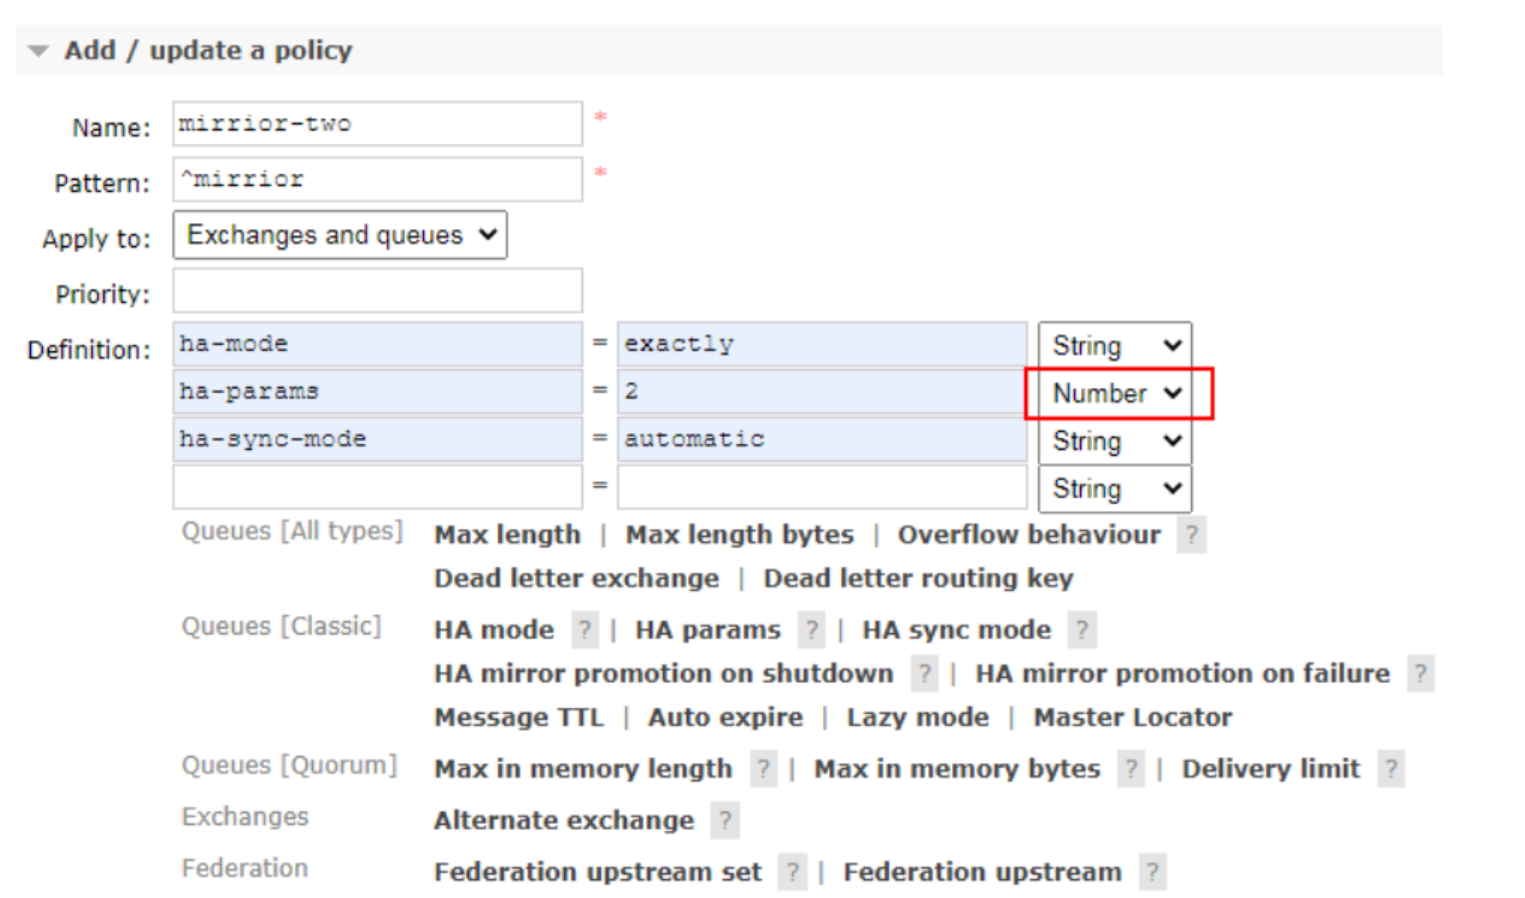 Add / update a policy
Name: mirrior-two *
Pattern: ^mirrior *
Apply to: Exchanges and queues
Priority:
Definition: ha-mode = exactly String
ha-params = 2 Number
ha-sync-mode = automatic String
= String
Queues [All types] Max length | Max length bytes | Overflow behaviour ?
Dead letter exchange | Dead letter routing key
Queues [Classic] HA mode ? | HA params ? | HA sync mode ?
HA mirror promotion on shutdown ? | HA mirror promotion on failure ?
Message TTL | Auto expire | Lazy mode | Master Locator
Queues [Quorum] Max in memory length ? | Max in memory bytes ? | Delivery limit ?
Exchanges Alternate exchange ?
Federation Federation upstream set ? | Federation upstream ?